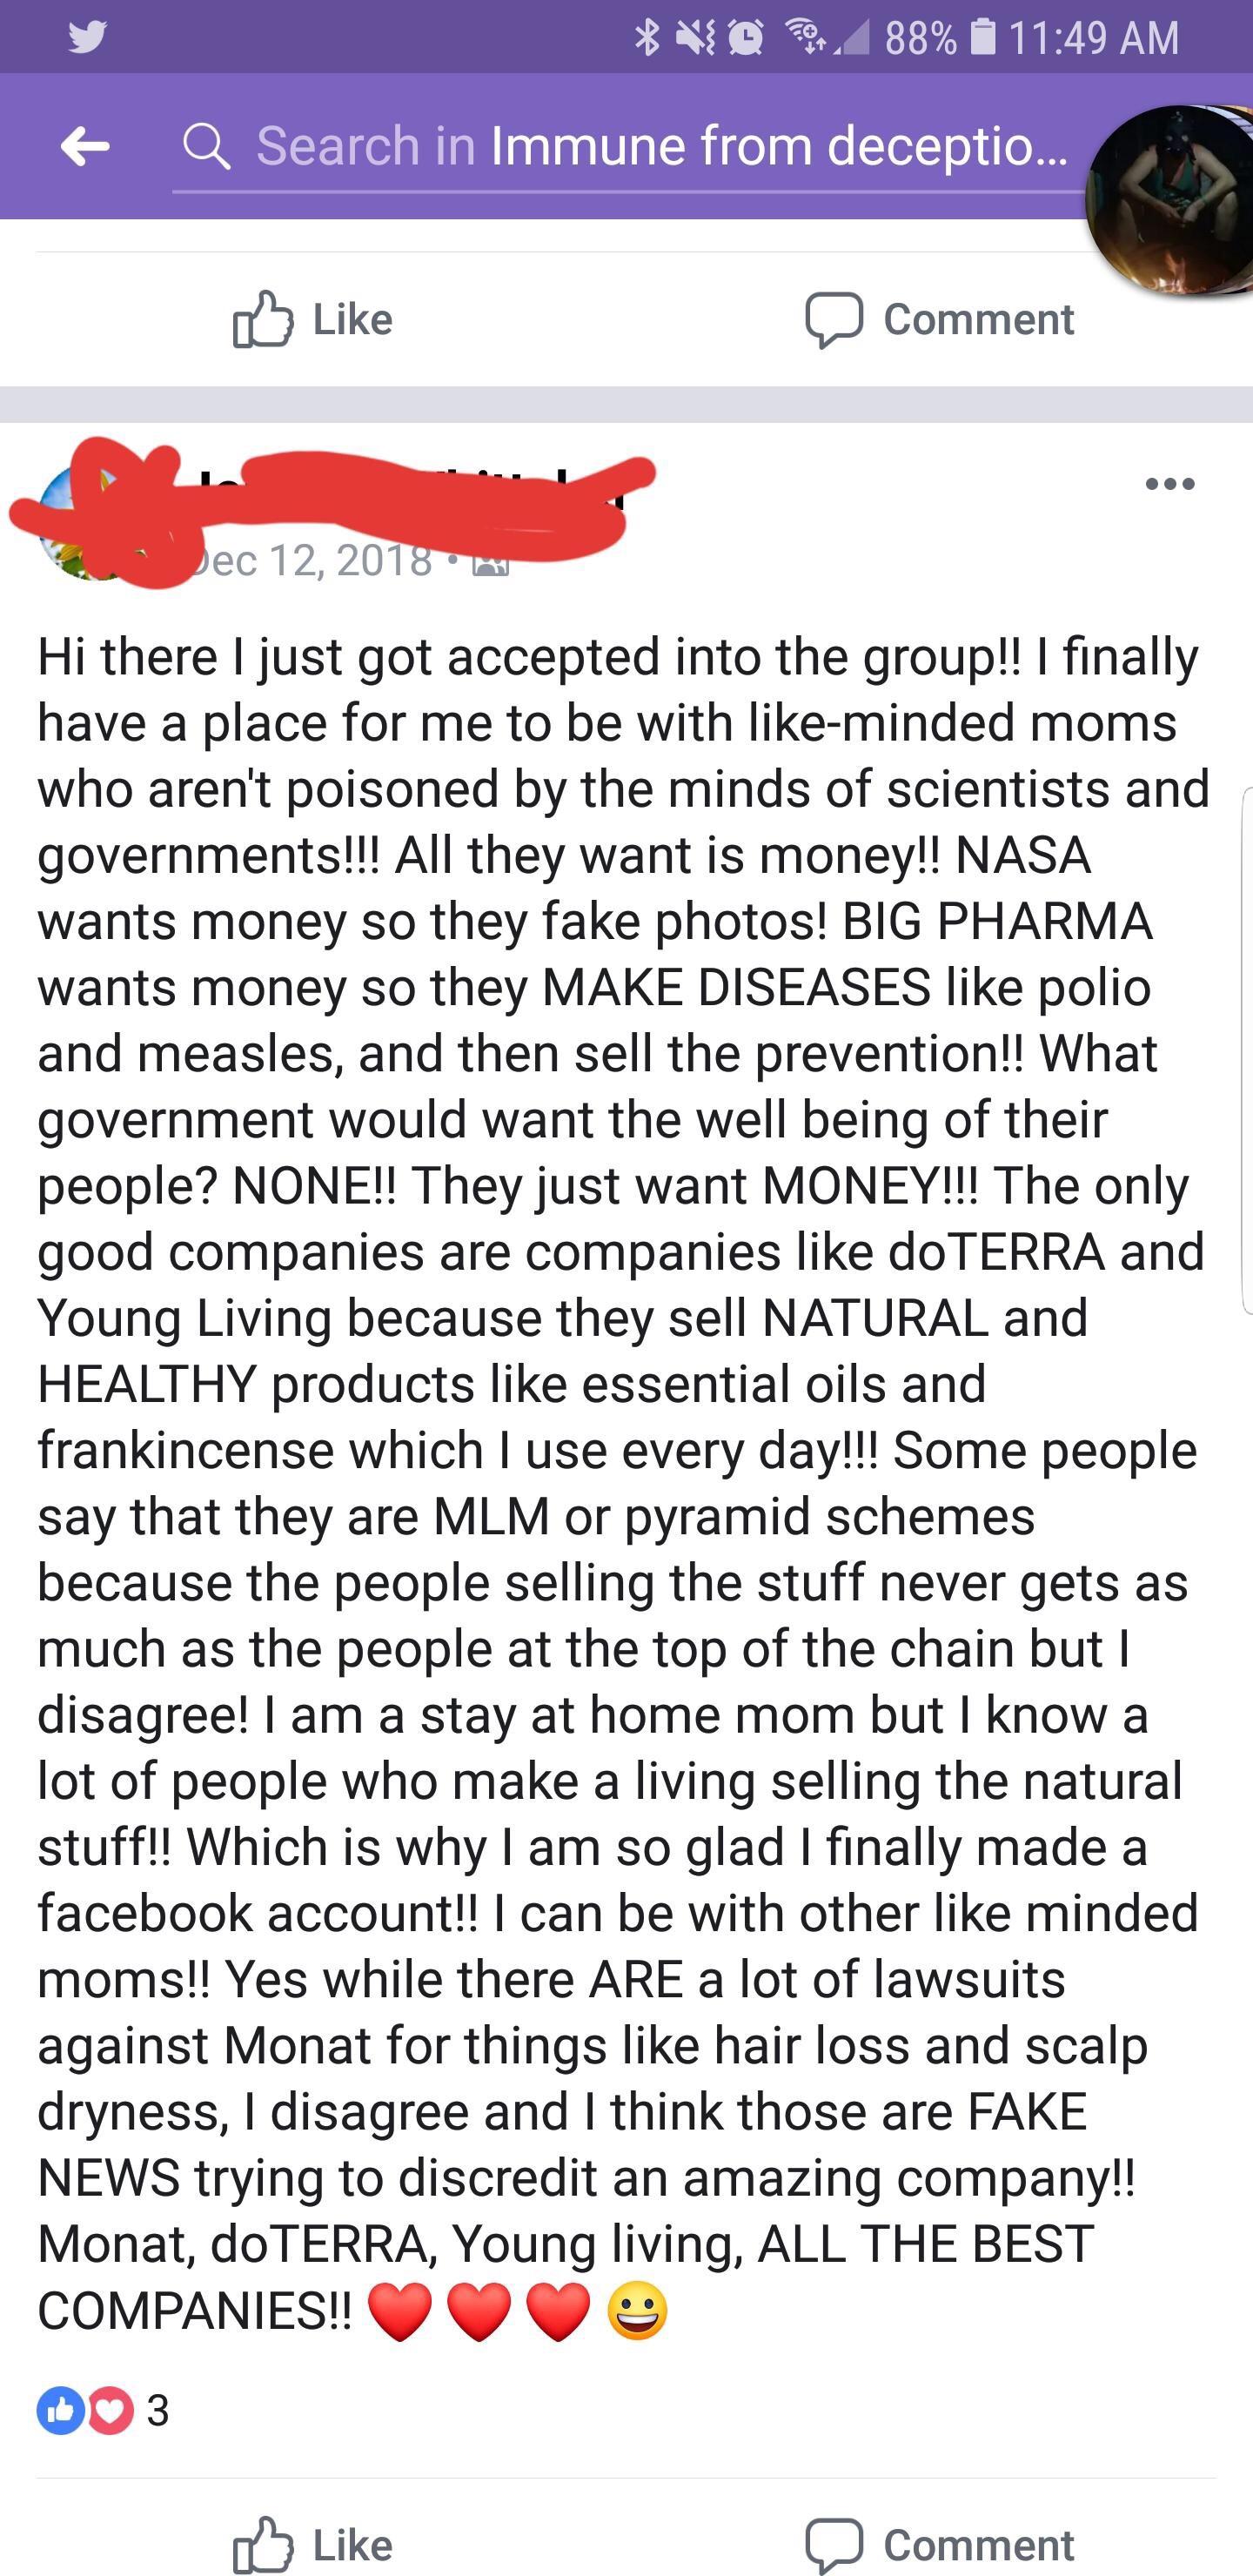 88% 11:49 AM
Search in Immune from deceptio...
Like Comment
Dec 12, 2018 •
Hi there I just got accepted into the group!! I finally
have a place for me to be with like-minded moms
who aren't poisoned by the minds of scientists and
governments!!! All they want is money!! NASA
wants money so they fake photos! BIG PHARMA
wants money so they MAKE DISEASES like polio
and measles, and then sell the prevention!! What
government would want the well being of their
people? NONE!! They just want MONEY!!! The only
good companies are companies like doTERRA and
Young Living because they sell NATURAL and
HEALTHY products like essential oils and
frankincense which I use every day!!! Some people
say that they are MLM or pyramid schemes
because the people selling the stuff never gets as
much as the people at the top of the chain but I
disagree! I am a stay at home mom but I know a
lot of people who make a living selling the natural
stuff!! Which is why I am so glad I finally made a
facebook account!! I can be with other like minded
moms!! Yes while there ARE a lot of lawsuits
against Monat for things like hair loss and scalp
dryness, I disagree and I think those are FAKE
NEWS trying to discredit an amazing company!!
Monat, doTERRA, Young living, ALL THE BEST
COMPANIES!! ❤️❤️❤️😀
3
Like Comment